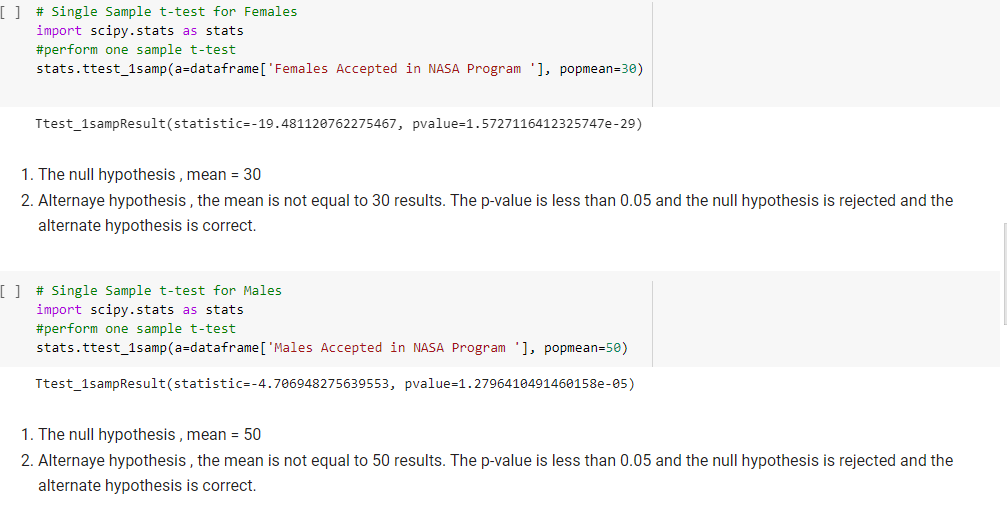 [ ] # Single Sample t-test for Females
import scipy.stats as stats
#perform one sample t-test
stats.ttest_1samp(a=dataframe['Females Accepted in NASA Program '], popmean=30)
Ttest_1sampResult(statistic=-19.481120762275467, pvalue=1.5727116412325747e-29)
1. The null hypothesis , mean = 30
2. Alternaye hypothesis , the mean is not equal to 30 results. The p-value is less than 0.05 and the null hypothesis is rejected and the
alternate hypothesis is correct.
[ ] # Single Sample t-test for Males
import scipy.stats as stats
#perform one sample t-test
stats.ttest_1samp(a=dataframe['Males Accepted in NASA Program '], popmean=50)
Ttest_1sampResult(statistic=-4.706948275639553, pvalue=1.2796410491460158e-05)
1. The null hypothesis , mean = 50
2. Alternaye hypothesis , the mean is not equal to 50 results. The p-value is less than 0.05 and the null hypothesis is rejected and the
alternate hypothesis is correct.